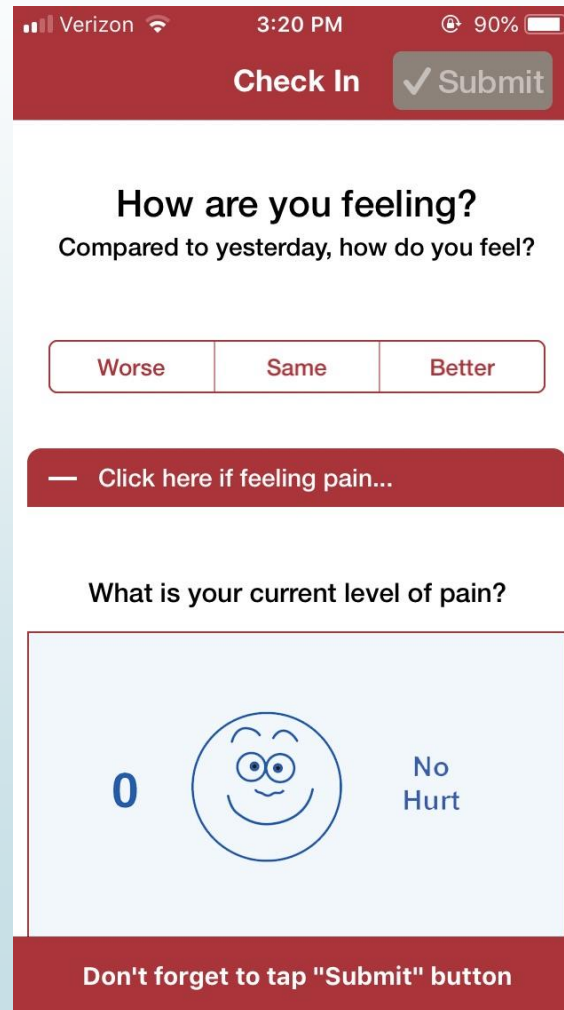 Verizon 3:20 PM 90%
Check In ✓ Submit
How are you feeling?
Compared to yesterday, how do you feel?
Worse Same Better
— Click here if feeling pain...
What is your current level of pain?
0 No
Hurt
Don't forget to tap "Submit" button